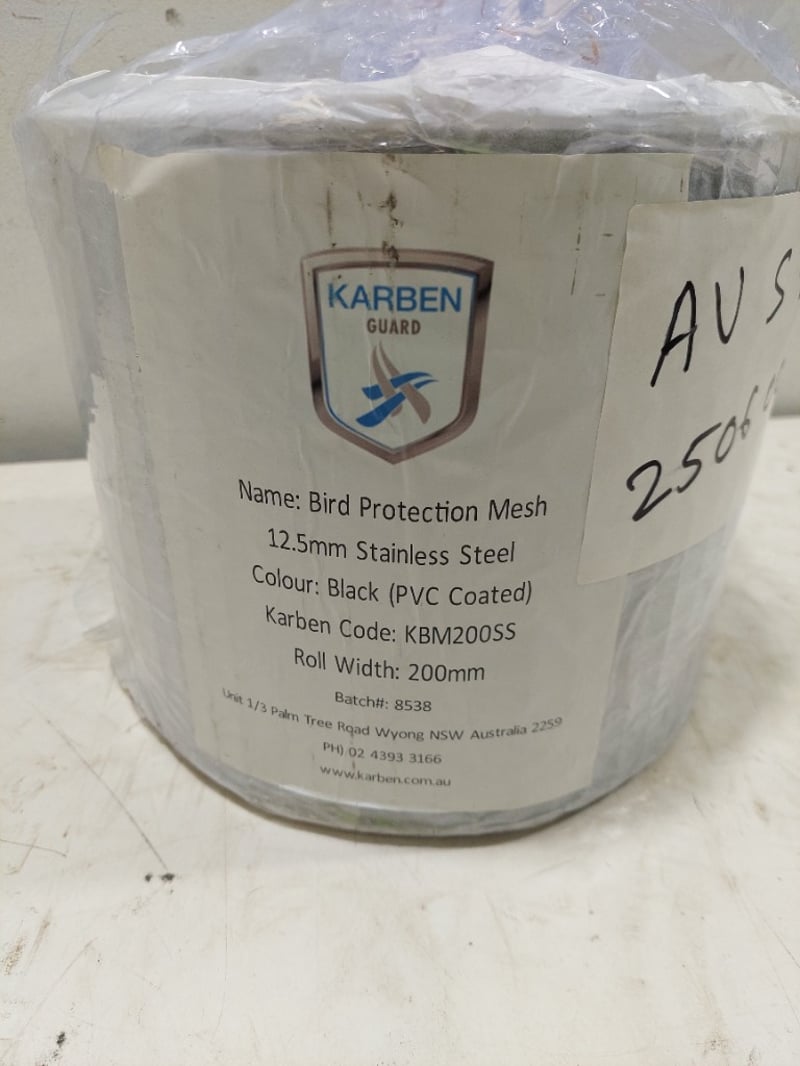 KARBEN
GUARD
Name: Bird Protection Mesh
12.5mm Stainless Steel
Colour: Black (PVC Coated)
Karben Code: KBM200SS
Roll Width: 200mm
Batch#: 8538
Unit 1/3 Palm Tree Road Wyong NSW Australia 2259
PH) 02 4393 3166
www.karben.com.au
AUS
2506